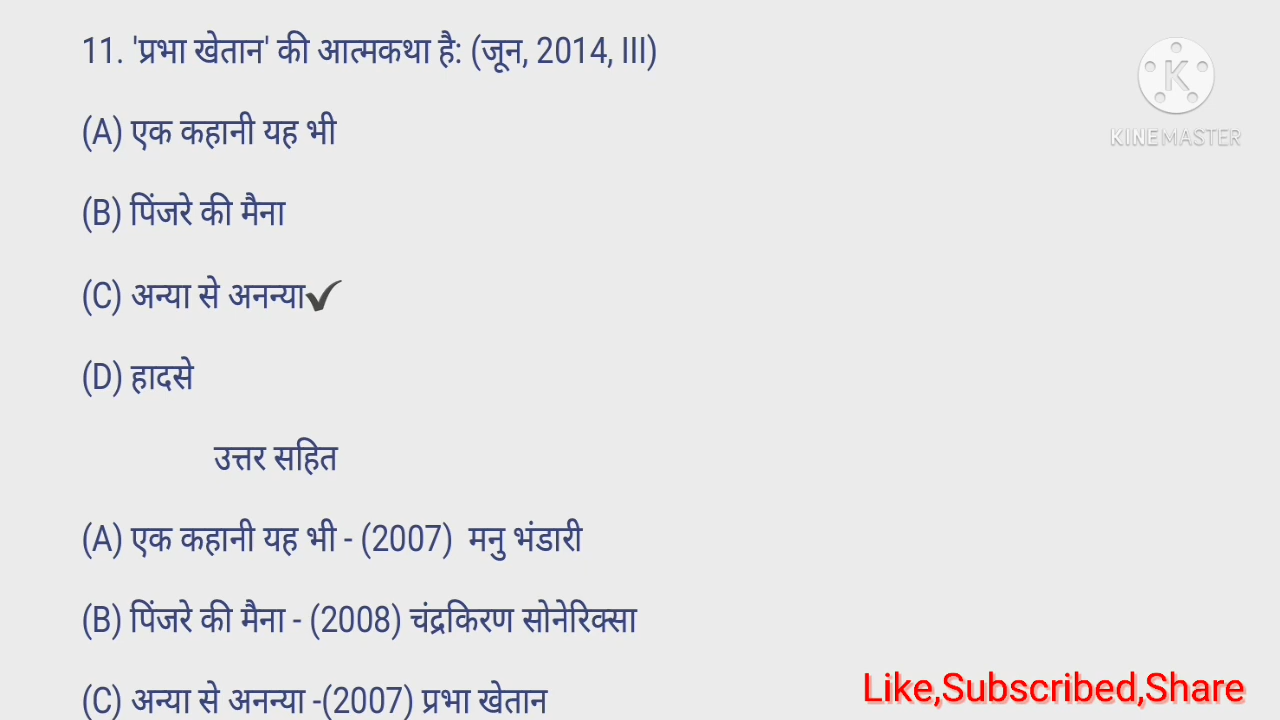 11. 'प्रभा खेतान' की आत्मकथा है: (जून, 2014, III)
KINEMASTER
(A) एक कहानी यह भी
(B) पिंजरे की मैना
(C) अन्या से अनन्या✓
(D) हादसे
उत्तर सहित
(A) एक कहानी यह भी - (2007) मनु भंडारी
(B) पिंजरे की मैना - (2008) चंद्रकिरण सोनेरिक्सा
(C) अन्या से अनन्या -(2007) प्रभा खेतान
Like,Subscribed,Share